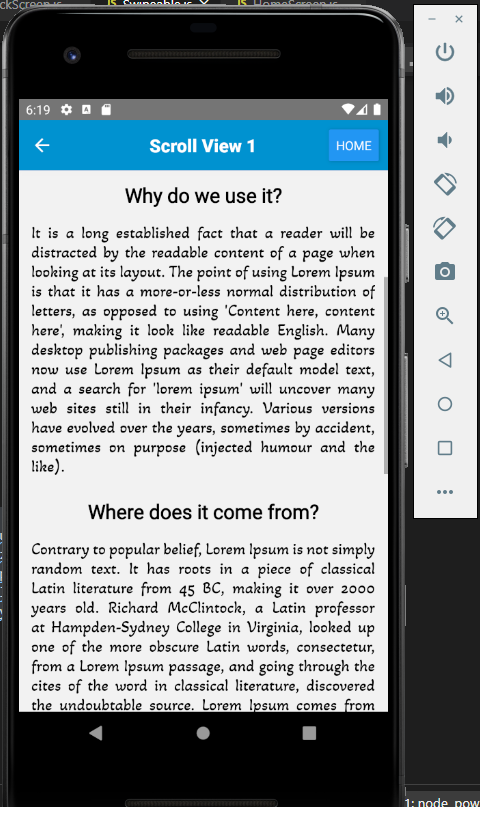 ckScreen.js
JS Swipeable.js
JS HomeScreen.js
6:19
Scroll View 1
HOME
Why do we use it?
It is a long established fact that a reader will be
distracted by the readable content of a page when
looking at its layout. The point of using Lorem Ipsum
is that it has a more-or-less normal distribution of
letters, as opposed to using 'Content here, content
here', making it look like readable English. Many
desktop publishing packages and web page editors
now use Lorem Ipsum as their default model text,
and a search for 'lorem ipsum' will uncover many
web sites still in their infancy. Various versions
have evolved over the years, sometimes by accident,
sometimes on purpose (injected humour and the
like).
Where does it come from?
Contrary to popular belief, Lorem Ipsum is not simply
random text. It has roots in a piece of classical
Latin literature from 45 BC, making it over 2000
years old. Richard McClintock, a Latin professor
at Hampden-Sydney College in Virginia, looked up
one of the more obscure Latin words, consectetur,
from a Lorem Ipsum passage, and going through the
cites of the word in classical literature, discovered
the undoubtable source. Lorem Ipsum comes from
1: node, pow